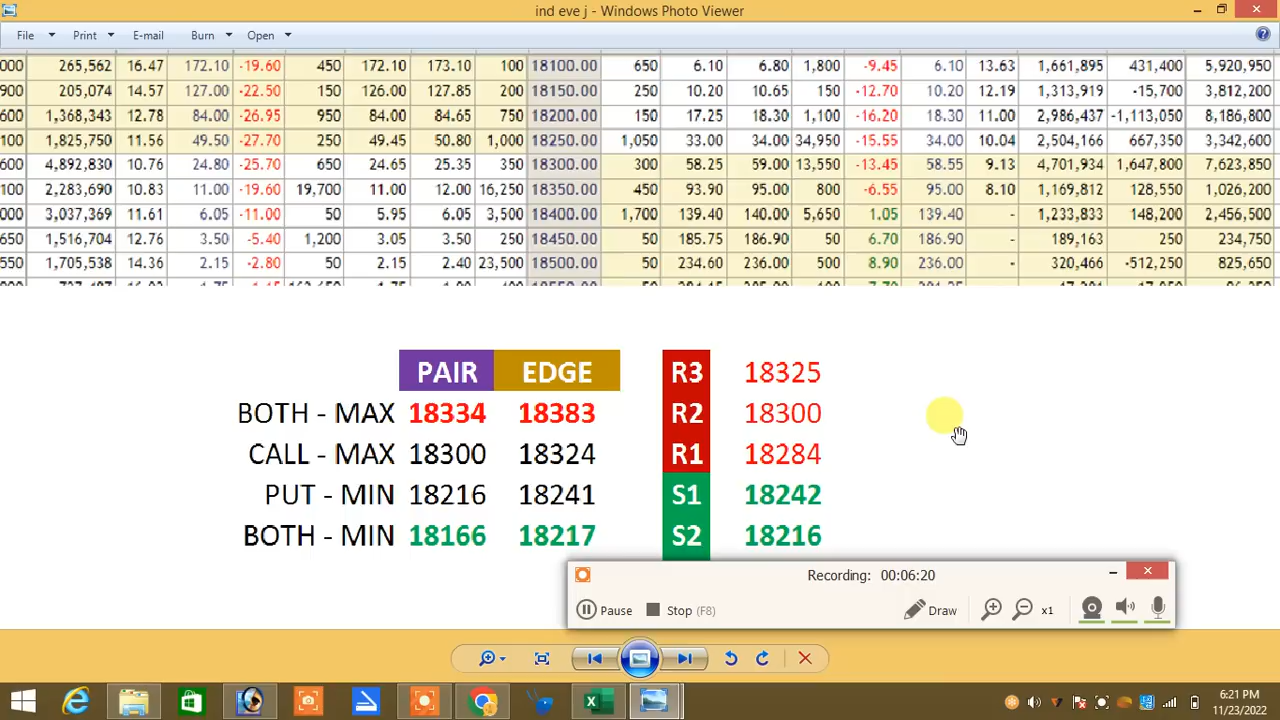 ind eve j - Windows Photo Viewer
File Print E-mail Burn Open
000 265,562 16.47 172.10 -19.60 450 172.10 173.10 100 18100.00 650 6.10 6.80 1,800 -9.45 6.10 13.63 1,661,895 431,400 5,920,950
900 205,074 14.57 127.00 -22.50 150 126.00 127.85 200 18150.00 250 10.20 10.65 150 -12.70 10.20 12.19 1,313,919 -15,700 3,812,200
600 1,368,343 12.78 84.00 -26.95 950 84.00 84.65 750 18200.00 150 17.25 18.30 1,100 -16.20 18.30 11.00 2,986,437 -1,113,050 8,186,800
100 1,825,750 11.56 49.50 -27.70 250 49.45 50.80 1,000 18250.00 1,050 33.00 34.00 34,950 -15.55 34.00 10.04 2,504,166 667,350 3,342,600
600 4,892,830 10.76 24.80 -25.70 650 24.65 25.35 350 18300.00 300 58.25 59.00 13,550 -13.45 58.55 9.13 4,701,934 1,647,800 7,623,850
100 2,283,690 10.83 11.00 -19.60 19,700 11.00 12.00 16,250 18350.00 450 93.90 95.00 800 -6.55 95.00 8.10 1,169,812 128,550 1,026,200
000 3,037,369 11.61 6.05 -11.00 50 5.95 6.05 3,500 18400.00 1,700 139.40 140.00 5,650 1.05 139.40 - 1,233,833 148,200 2,456,500
650 1,516,704 12.76 3.50 -5.40 1,200 3.05 3.50 250 18450.00 50 185.75 186.90 50 6.70 186.90 - 189,163 250 234,750
550 1,705,538 14.36 2.15 -2.80 50 2.15 2.40 23,500 18500.00 50 234.60 236.00 500 8.90 236.00 - 320,466 -512,250 825,650
PAIR EDGE R3 18325
BOTH - MAX 18334 18383 R2 18300
CALL - MAX 18300 18324 R1 18284
PUT - MIN 18216 18241 S1 18242
BOTH - MIN 18166 18217 S2 18216
Recording: 00:06:20
Pause Stop (F8) Draw x1
6:21 PM
11/23/2022